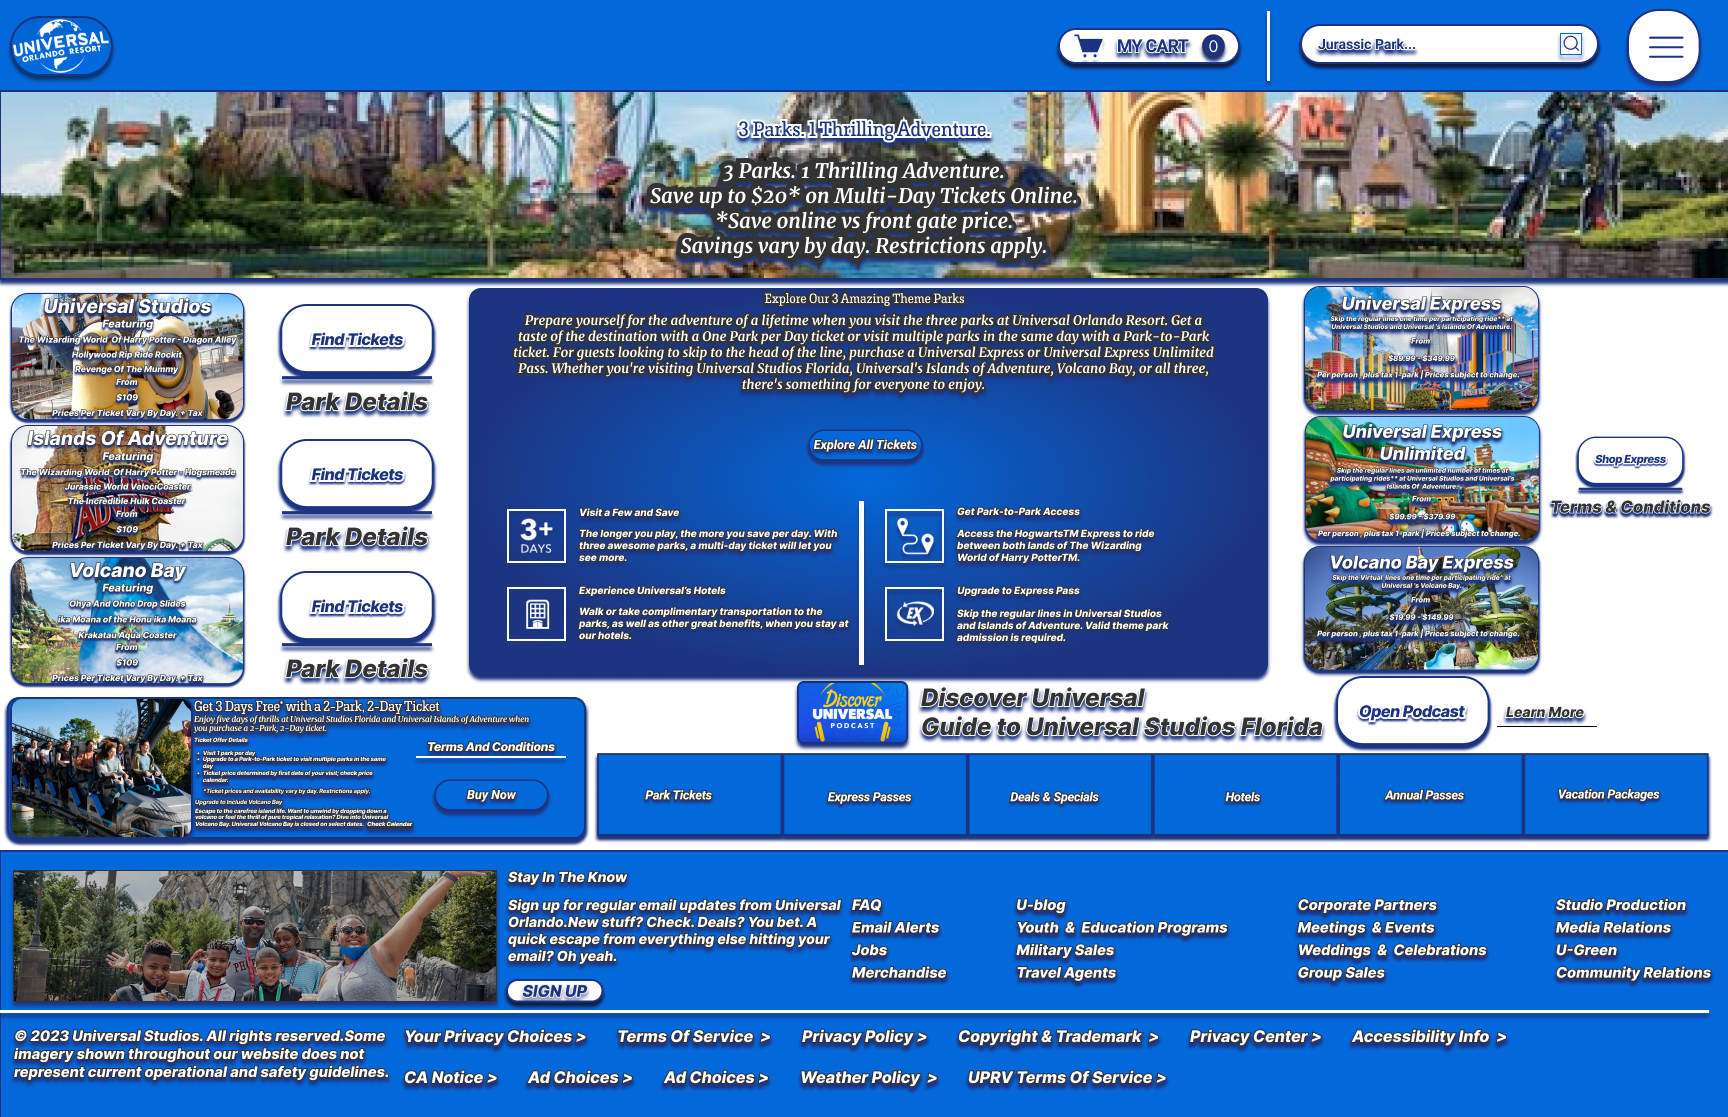 UNIVERSAL
ORLANDO RESORT
MY CART 0
Jurassic Park...
3 Parks. 1 Thrilling Adventure.
3 Parks. 1 Thrilling Adventure.
Save up to $20* on Multi-Day Tickets Online.
*Save online vs front gate price.
Savings vary by day. Restrictions apply.
Universal Studios
Featuring
The Wizarding World Of Harry Potter - Diagon Alley
Hollywood Rip Ride Rockit
Revenge Of The Mummy
From
$109
Prices Per Ticket Vary By Day. + Tax
Find Tickets
Park Details
Islands Of Adventure
Featuring
The Wizarding World Of Harry Potter - Hogsmeade
Jurassic World VelociCoaster
The Incredible Hulk Coaster
From
$109
Prices Per Ticket Vary By Day. + Tax
Find Tickets
Park Details
Volcano Bay
Featuring
Ohya And Ohno Drop Slides
ika Moana of the Honu ika Moana
Krakatau Aqua Coaster
From
$109
Prices Per Ticket Vary By Day. + Tax
Find Tickets
Park Details
Explore Our 3 Amazing Theme Parks
Prepare yourself for the adventure of a lifetime when you visit the three parks at Universal Orlando Resort. Get a
taste of the destination with a One Park per Day ticket or visit multiple parks in the same day with a Park-to-Park
ticket. For guests looking to skip to the head of the line, purchase a Universal Express or Universal Express Unlimited
Pass. Whether you're visiting Universal Studios Florida, Universal's Islands of Adventure, Volcano Bay, or all three,
there's something for everyone to enjoy.
Explore All Tickets
3+
DAYS
Visit a Few and Save
The longer you play, the more you save per day. With
three awesome parks, a multi-day ticket will let you
see more.
Experience Universal's Hotels
Walk or take complimentary transportation to the
parks, as well as other great benefits, when you stay at
our hotels.
Get Park-to-Park Access
Access the HogwartsTM Express to ride
between both lands of The Wizarding
World of Harry PotterTM.
EX
Upgrade to Express Pass
Skip the regular lines in Universal Studios
and Islands of Adventure. Valid theme park
admission is required.
Universal Express
Skip the regular lines one time per participating ride** at
Universal Studios and Universal 's Islands Of Adventure.
From
$89.99 - $349.99
Per person , plus tax 1-park | Prices subject to change.
Universal Express
Unlimited
Skip the regular lines an unlimited number of times at
participating rides** at Universal Studios and Universal's
Islands Of Adventure.
From
$99.99 - $379.99
Per person , plus tax 1-park | Prices subject to change.
Volcano Bay Express
Skip the Virtual lines one time per participating ride* at
Universal 's Volcano Bay.
From
$19.99 - $149.99
Per person , plus tax 1-park | Prices subject to change.
Shop Express
Terms & Conditions
Get 3 Days Free* with a 2-Park, 2-Day Ticket
Enjoy five days of thrills at Universal Studios Florida and Universal Islands of Adventure when
you purchase a 2-Park, 2-Day ticket.
Ticket Offer Details
• Visit 1 park per day
• Upgrade to a Park-to-Park ticket to visit multiple parks in the same
day
• Ticket price determined by first date of your visit; check price
calendar.
*Ticket prices and availability vary by day. Restrictions apply.
Upgrade to Include Volcano Bay
Escape to the carefree island life. Want to unwind by dropping down a
volcano or feel the thrill of pure tropical relaxation? Dive into Universal
Volcano Bay. Universal Volcano Bay is closed on select dates. Check Calendar
Terms And Conditions
Buy Now
Discover
UNIVERSAL
PODCAST
Discover Universal
Guide to Universal Studios Florida
Open Podcast
Learn More
Park Tickets
Express Passes
Deals & Specials
Hotels
Annual Passes
Vacation Packages
Stay In The Know
Sign up for regular email updates from Universal
Orlando.New stuff? Check. Deals? You bet. A
quick escape from everything else hitting your
email? Oh yeah.
SIGN UP
FAQ
Email Alerts
Jobs
Merchandise
U-blog
Youth & Education Programs
Military Sales
Travel Agents
Corporate Partners
Meetings & Events
Weddings & Celebrations
Group Sales
Studio Production
Media Relations
U-Green
Community Relations
© 2023 Universal Studios. All rights reserved.Some
imagery shown throughout our website does not
represent current operational and safety guidelines.
Your Privacy Choices > Terms Of Service > Privacy Policy > Copyright & Trademark > Privacy Center > Accessibility Info >
CA Notice > Ad Choices > Ad Choices > Weather Policy > UPRV Terms Of Service >